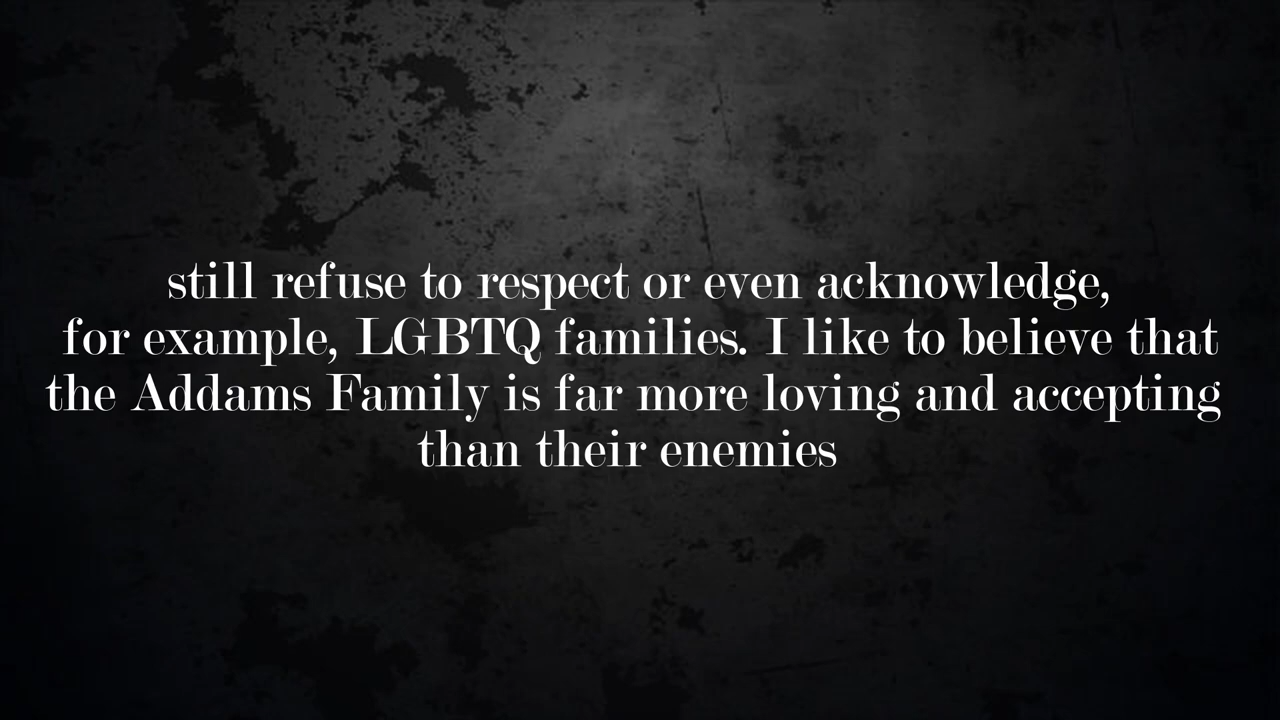 still refuse to respect or even acknowledge,
for example, LGBTQ families. I like to believe that
the Addams Family is far more loving and accepting
than their enemies